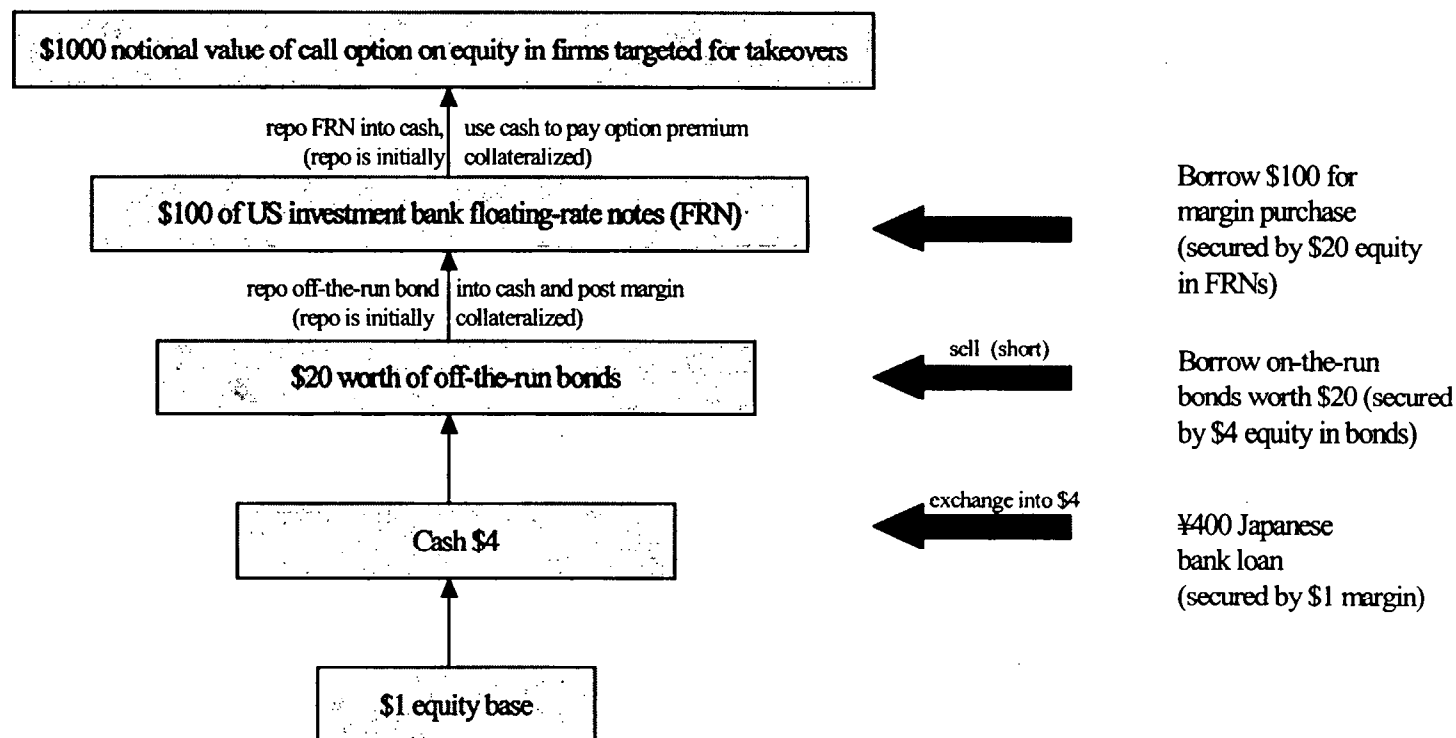 $1000 notional value of call option on equity in firms targeted for takeovers
repo FRN into cash, use cash to pay option premium
(repo is initially collateralized)
$100 of US investment bank floating-rate notes (FRN)
Borrow $100 for
margin purchase
(secured by $20 equity
in FRNs)
repo off-the-run bond into cash and post margin
(repo is initially collateralized)
$20 worth of off-the-run bonds
sell (short)
Borrow on-the-run
bonds worth $20 (secured
by $4 equity in bonds)
Cash $4
exchange into $4
¥400 Japanese
bank loan
(secured by $1 margin)
$1 equity base